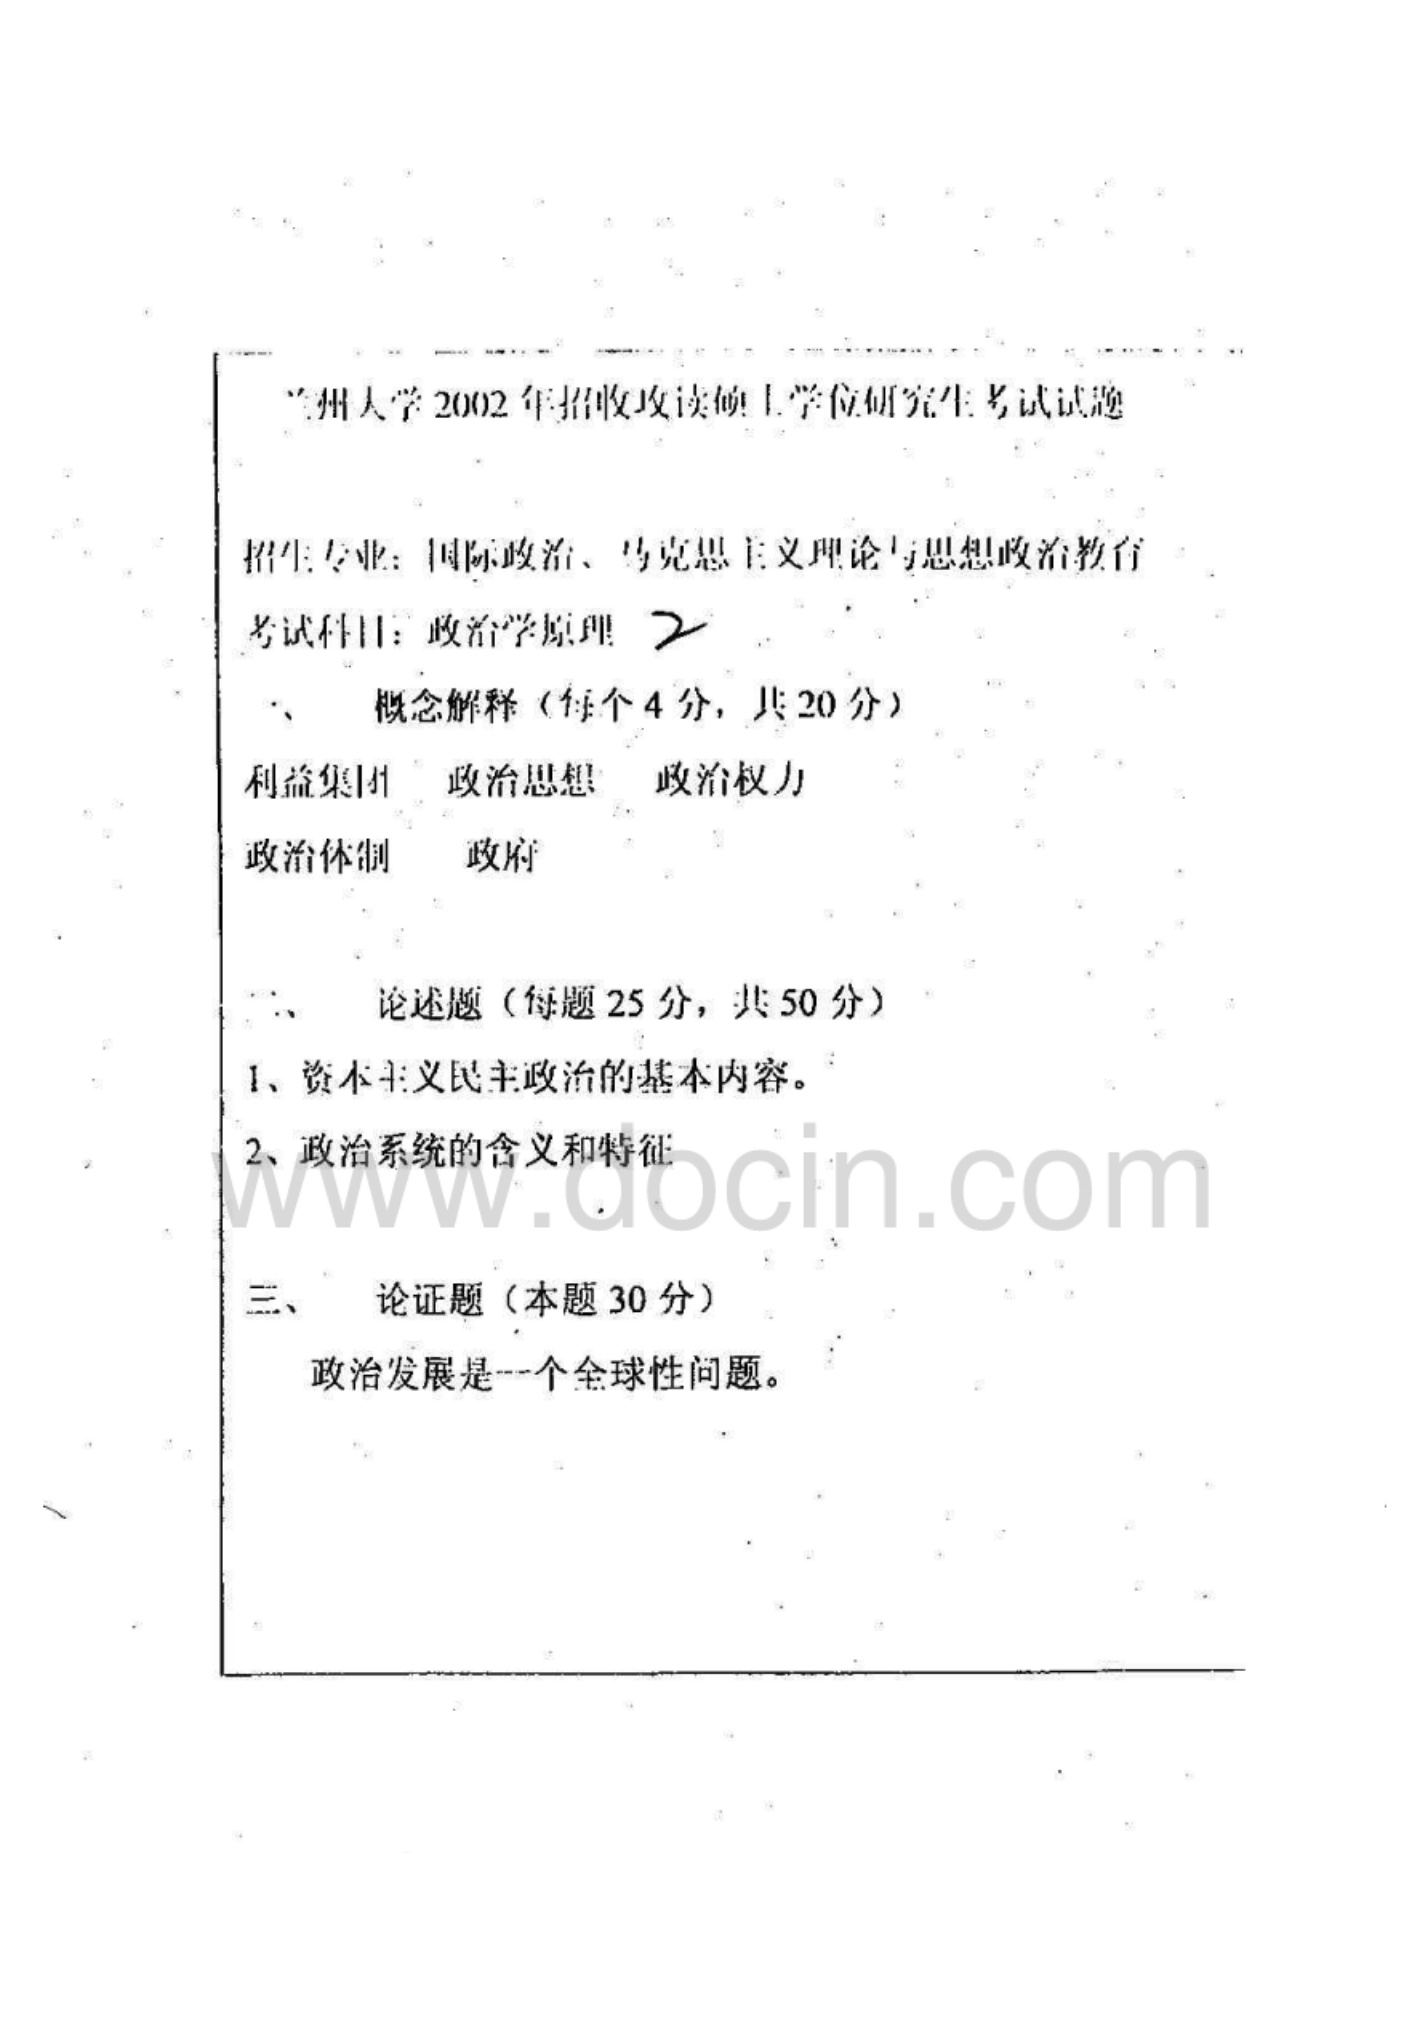 兰州大学2002年招收攻读硕士学位研究生考试试题
招生专业：国际政治、马克思主义理论与思想政治教育
考试科目：政治学原理 2
一、 概念解释（每个4分，共20分）
利益集团 政治思想 政治权力
政治体制 政府
二、 论述题（每题25分，共50分）
1、资本主义民主政治的基本内容。
2、政治系统的含义和特征
www.docin.com
三、 论证题（本题30分）
政治发展是一个全球性问题。